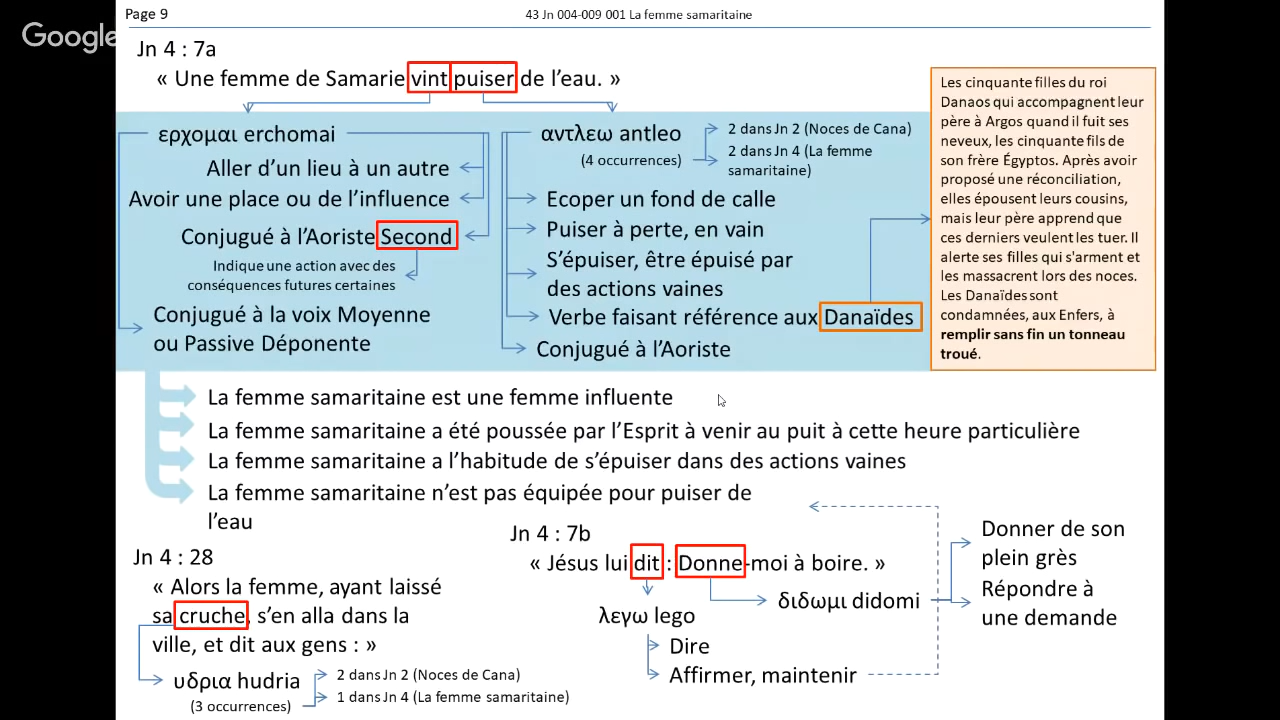 Page 9
43 Jn 004-009 001 La femme samaritaine
Google
Jn 4 : 7a
« Une femme de Samarie vint puiser de l’eau. »
ερχομαι erchomai
Aller d’un lieu à un autre
Avoir une place ou de l’influence
Conjugué à l’Aoriste Second
Indique une action avec des
conséquences futures certaines
Conjugué à la voix Moyenne
ou Passive Déponente
αντλεω antleo
(4 occurrences)
2 dans Jn 2 (Noces de Cana)
2 dans Jn 4 (La femme
samaritaine)
Ecoper un fond de calle
Puiser à perte, en vain
S’épuiser, être épuisé par
des actions vaines
Verbe faisant référence aux Danaïdes
Conjugué à l’Aoriste
Les cinquante filles du roi
Danaos qui accompagnent leur
père à Argos quand il fuit ses
neveux, les cinquante fils de
son frère Égyptos. Après avoir
proposé une réconciliation,
elles épousent leurs cousins,
mais leur père apprend que
ces derniers veulent les tuer. Il
alerte ses filles qui s'arment et
les massacrent lors des noces.
Les Danaïdes sont
condamnées, aux Enfers, à
remplir sans fin un tonneau
troué.
La femme samaritaine est une femme influente
La femme samaritaine a été poussée par l’Esprit à venir au puit à cette heure particulière
La femme samaritaine a l’habitude de s’épuiser dans des actions vaines
La femme samaritaine n’est pas équipée pour puiser de
l’eau
Jn 4 : 28
« Alors la femme, ayant laissé
sa cruche, s’en alla dans la
ville, et dit aux gens : »
υδρια hudria
(3 occurrences)
2 dans Jn 2 (Noces de Cana)
1 dans Jn 4 (La femme samaritaine)
Jn 4 : 7b
« Jésus lui dit : Donne-moi à boire. »
λεγω lego
Dire
Affirmer, maintenir
διδωμι didomi
Donner de son
plein grès
Répondre à
une demande